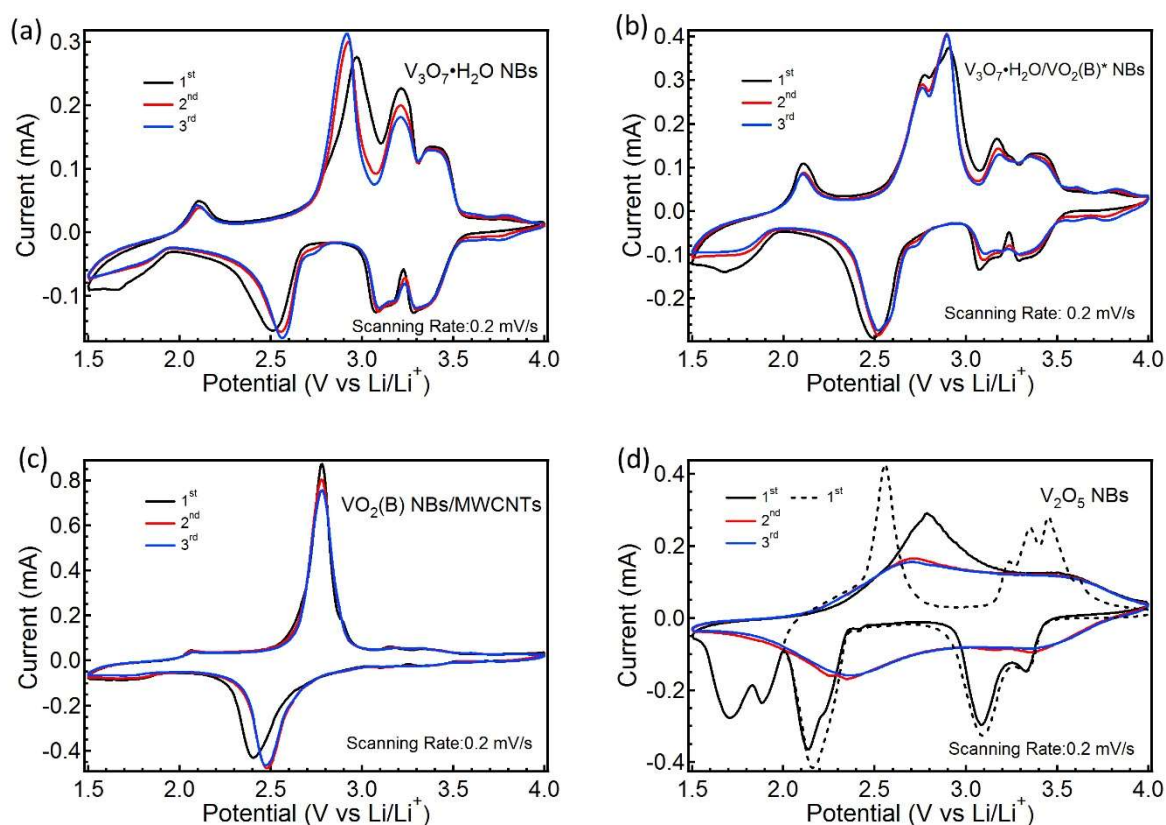 (a)
V₃O₇•H₂O NBs
1ˢᵗ
2ⁿᵈ
3ʳᵈ
0.3
0.2
0.1
0.0
-0.1
Current (mA)
Scanning Rate:0.2 mV/s
1.5 2.0 2.5 3.0 3.5 4.0
Potential (V vs Li/Li⁺)
(b)
V₃O₇•H₂O/VO₂(B)* NBs
1ˢᵗ
2ⁿᵈ
3ʳᵈ
0.4
0.3
0.2
0.1
0.0
-0.1
-0.2
Current (mA)
Scanning Rate: 0.2 mV/s
1.5 2.0 2.5 3.0 3.5 4.0
Potential (V vs Li/Li⁺)
(c)
VO₂(B) NBs/MWCNTs
1ˢᵗ
2ⁿᵈ
3ʳᵈ
0.8
0.6
0.4
0.2
0.0
-0.2
-0.4
Current (mA)
Scanning Rate:0.2 mV/s
1.5 2.0 2.5 3.0 3.5 4.0
Potential (V vs Li/Li⁺)
(d)
V₂O₅ NBs
1ˢᵗ 1ˢᵗ
2ⁿᵈ
3ʳᵈ
0.4
0.2
0.0
-0.2
-0.4
Current (mA)
Scanning Rate:0.2 mV/s
1.5 2.0 2.5 3.0 3.5 4.0
Potential (V vs Li/Li⁺)